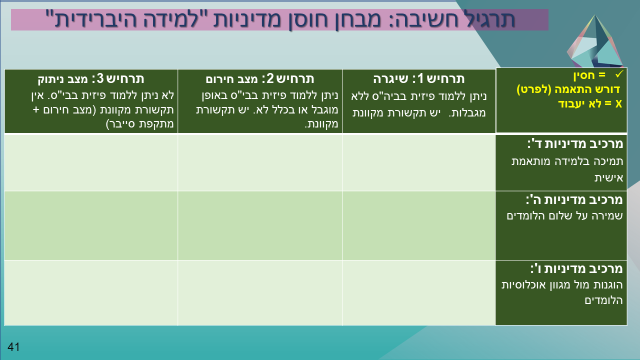 תרגיל חשיבה: מבחן חוסן מדיניות "למידה היברידית"
✓ = חסין
דורש התאמה (לפרט)
X = לא יעבוד
תרחיש 1: שיגרה
ניתן ללמוד פיזית בביה"ס ללא
מגבלות. יש תקשורת מקוונת
תרחיש 2: מצב חירום
ניתן ללמוד פיזית בבי"ס באופן
מוגבל או בכלל לא. יש תקשורת
מקוונת.
תרחיש 3: מצב ניתוק
לא ניתן ללמוד פיזית בבי"ס. אין
תקשורת מקוונת (מצב חירום +
מתקפת סייבר)
מרכיב מדיניות ד':
תמיכה בלמידה מותאמת
אישית
מרכיב מדיניות ה':
שמירה על שלום הלומדים
מרכיב מדיניות ו':
הוגנות מול מגוון אוכלוסיות
הלומדים
41